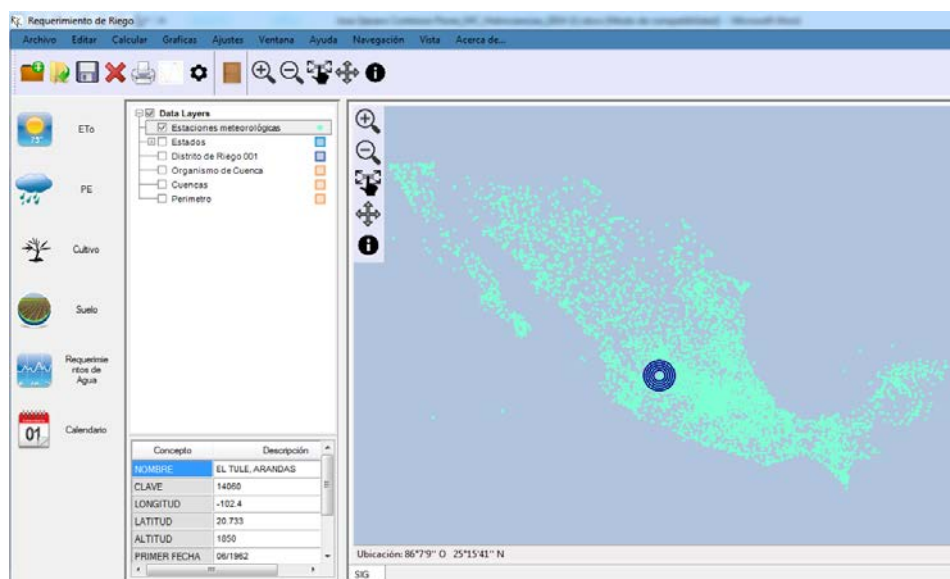 Requerimiento de Riego
Archivo Editar Calcular Graficas Ajustes Ventana Ayuda Navegación Vista Acerca de...
ETo
PE
Cultivo
Suelo
Requerimie
ntos de
Agua
01
Calendario
Data Layers
Estaciones meteorológicas
Estados
Distrito de Riego 001
Organismo de Cuenca
Cuencas
Perimetro
Concepto Descripción
NOMBRE EL TULE, ARANDAS
CLAVE 14060
LONGITUD -102.4
LATITUD 20.733
ALTITUD 1850
PRIMER FECHA 06/1962
Ubicación: 86°7'9'' O 25°15'41'' N
SIG